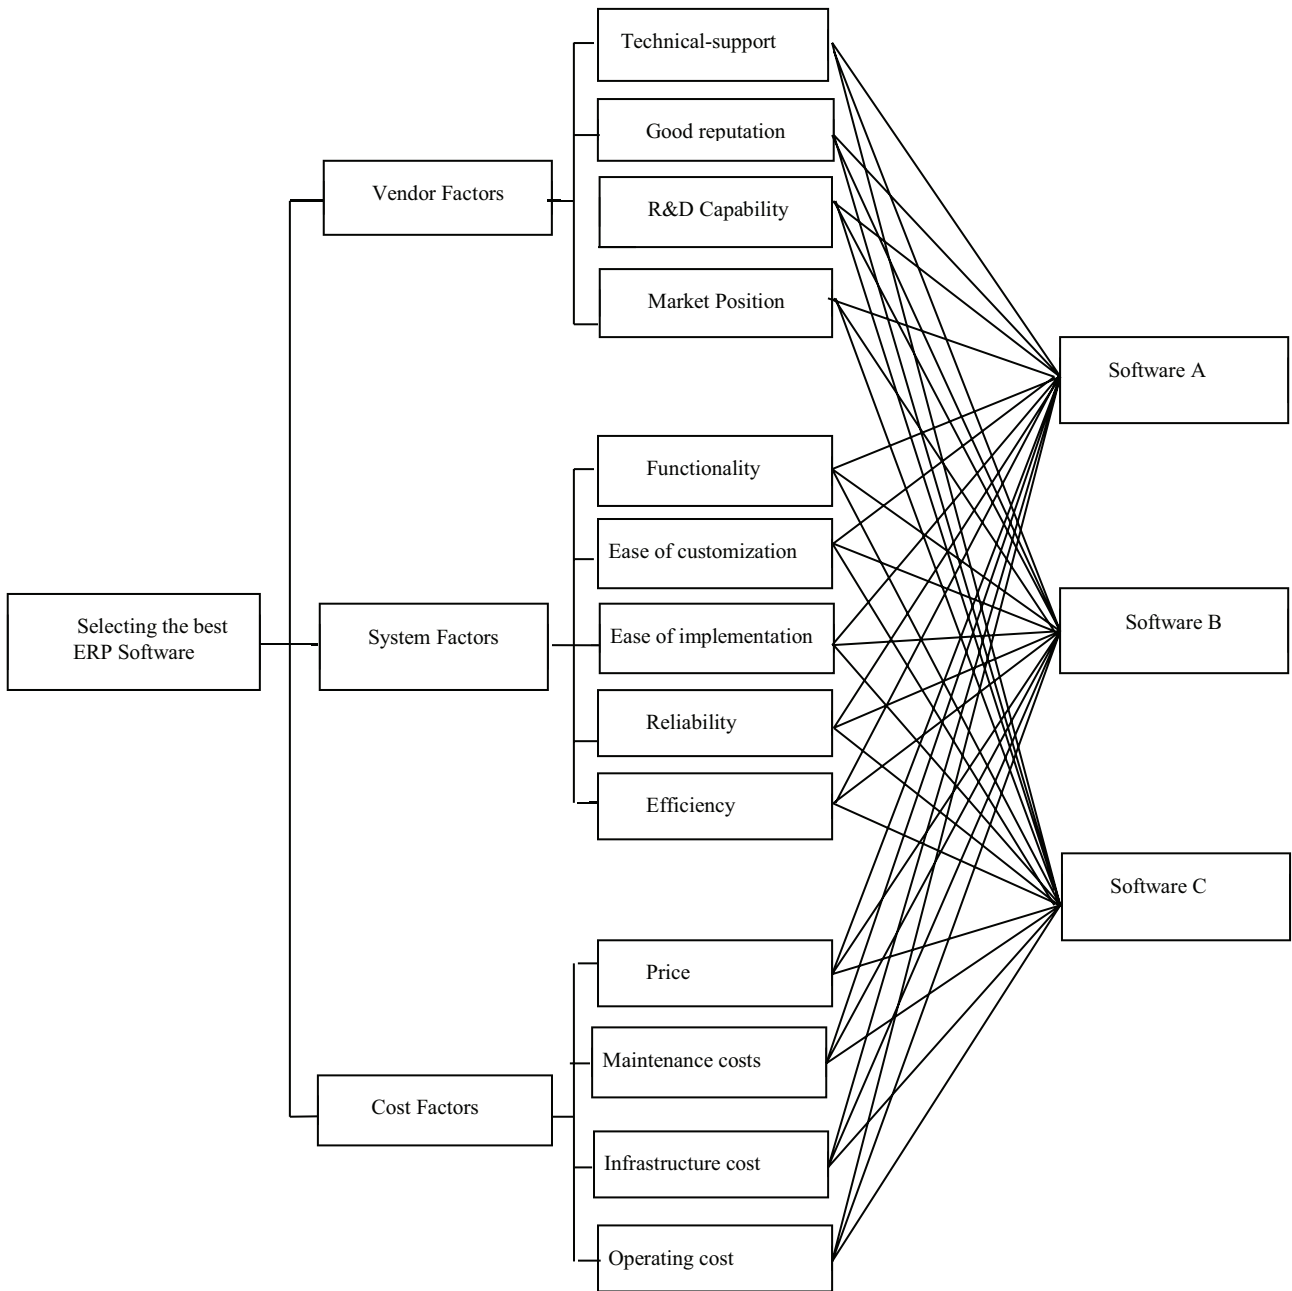 Selecting the best
ERP Software
Vendor Factors
System Factors
Cost Factors
Technical-support
Good reputation
R&D Capability
Market Position
Functionality
Ease of customization
Ease of implementation
Reliability
Efficiency
Price
Maintenance costs
Infrastructure cost
Operating cost
Software A
Software B
Software C